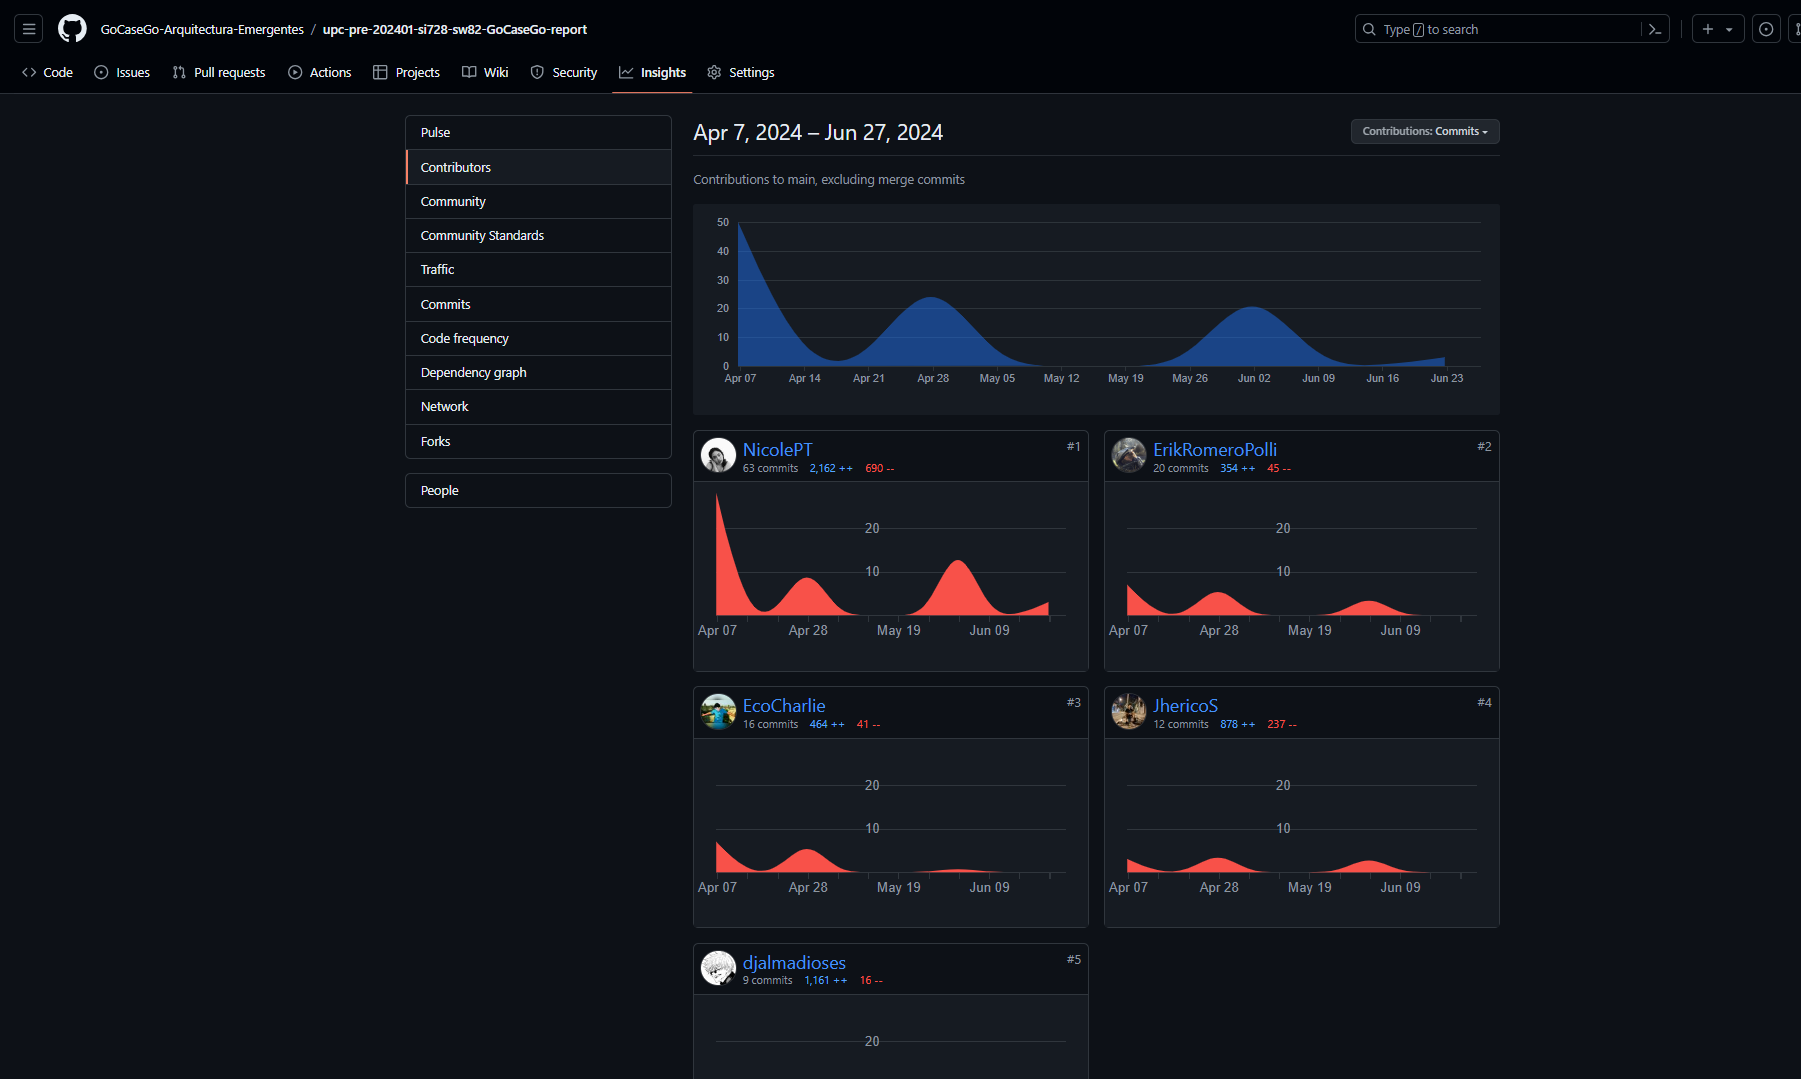 GoCaseGo-Arquitectura-Emergentes / upc-pre-202401-si728-sw82-GoCaseGo-report
Type / to search
Code Issues Pull requests Actions Projects Wiki Security Insights Settings
Pulse
Contributors
Community
Community Standards
Traffic
Commits
Code frequency
Dependency graph
Network
Forks
People
Apr 7, 2024 – Jun 27, 2024
Contributions: Commits
Contributions to main, excluding merge commits
50
40
30
20
10
0
Apr 07 Apr 14 Apr 21 Apr 28 May 05 May 12 May 19 May 26 Jun 02 Jun 09 Jun 16 Jun 23
NicolePT #1
63 commits 2,162 ++ 690 --
20
10
Apr 07 Apr 28 May 19 Jun 09
ErikRomeroPolli #2
20 commits 354 ++ 45 --
20
10
Apr 07 Apr 28 May 19 Jun 09
EcoCharlie #3
16 commits 464 ++ 41 --
20
10
Apr 07 Apr 28 May 19 Jun 09
JhericoS #4
12 commits 878 ++ 237 --
20
10
Apr 07 Apr 28 May 19 Jun 09
djalmadioses #5
9 commits 1,161 ++ 16 --
20